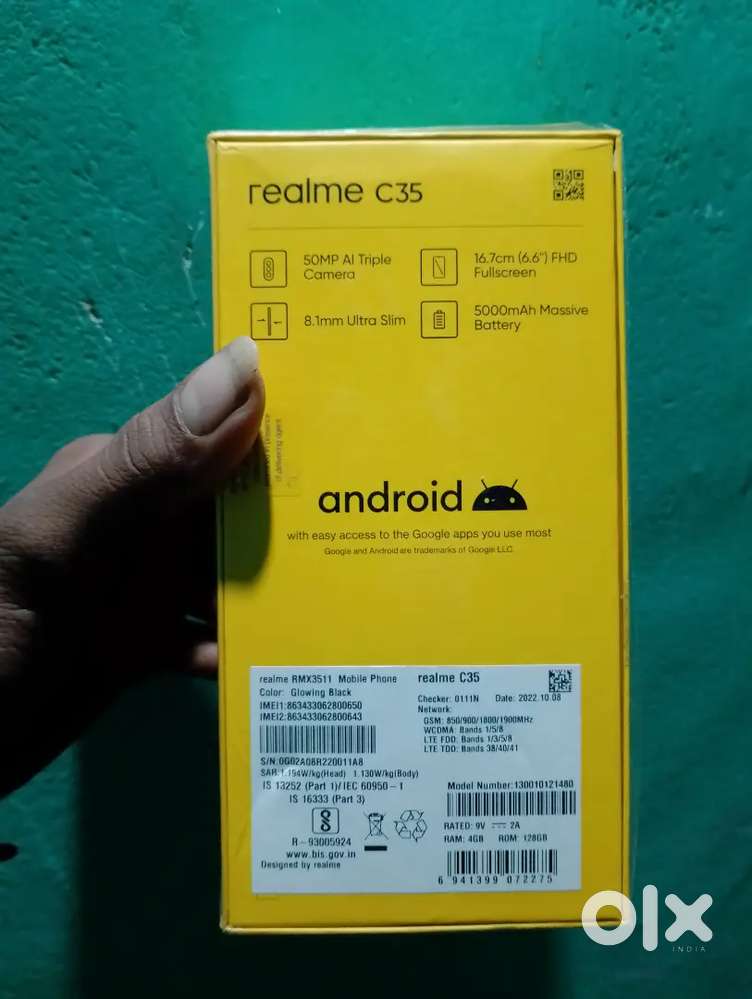 realme C35
50MP AI Triple
Camera
16.7cm (6.6") FHD
Fullscreen
8.1mm Ultra Slim
5000mAh Massive
Battery
of delivering agent
android
with easy access to the Google apps you use most
Google and Android are trademarks of Google LLC.
realme RMX3511 Mobile Phone
Color: Glowing Black
IMEI1:863433062800650
IMEI2:863433062800643
S/N:0G02A08R220011A8
SAR:1.194W/kg(Head) 1.130W/kg(Body)
IS 13252 (Part 1)/IEC 60950-1
IS 16333 (Part 3)
R-93005924
www.bis.gov.in
Designed by realme
realme C35
Checker: 0111N Date: 2022.10.08
Network:
GSM: 850/900/1800/1900MHz
WCDMA: Bands 1/5/8
LTE FDD: Bands 1/3/5/8
LTE TDD: Bands 38/40/41
Model Number:130010121480
RATED: 9V 2A
RAM: 4GB ROM: 128GB
6 941399 072275
olx
INDIA